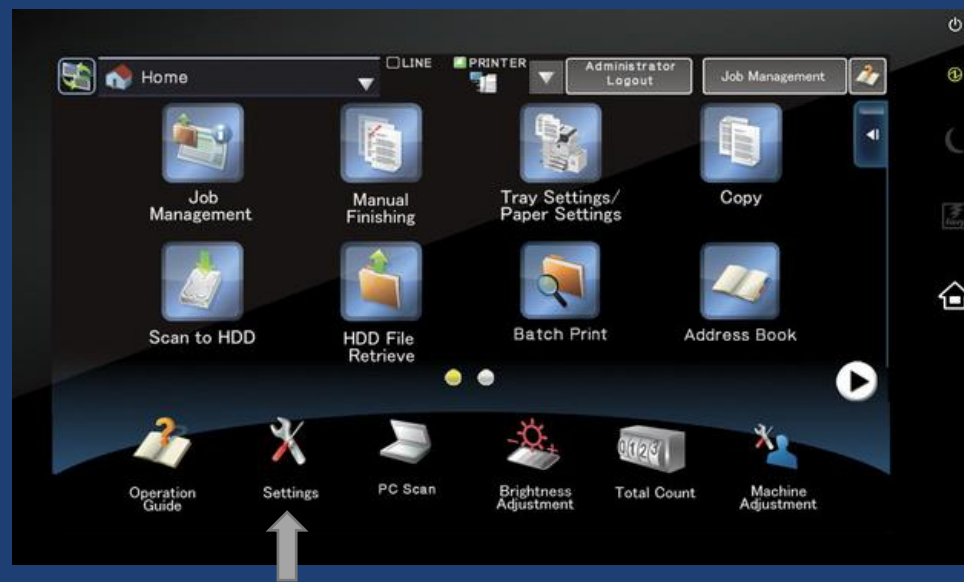 Home
LINE
PRINTER
Administrator
Logout
Job Management
Job
Management
Manual
Finishing
Tray Settings/
Paper Settings
Copy
Scan to HDD
HDD File
Retrieve
Batch Print
Address Book
0123
Operation
Guide
Settings
PC Scan
Brightness
Adjustment
Total Count
Machine
Adjustment